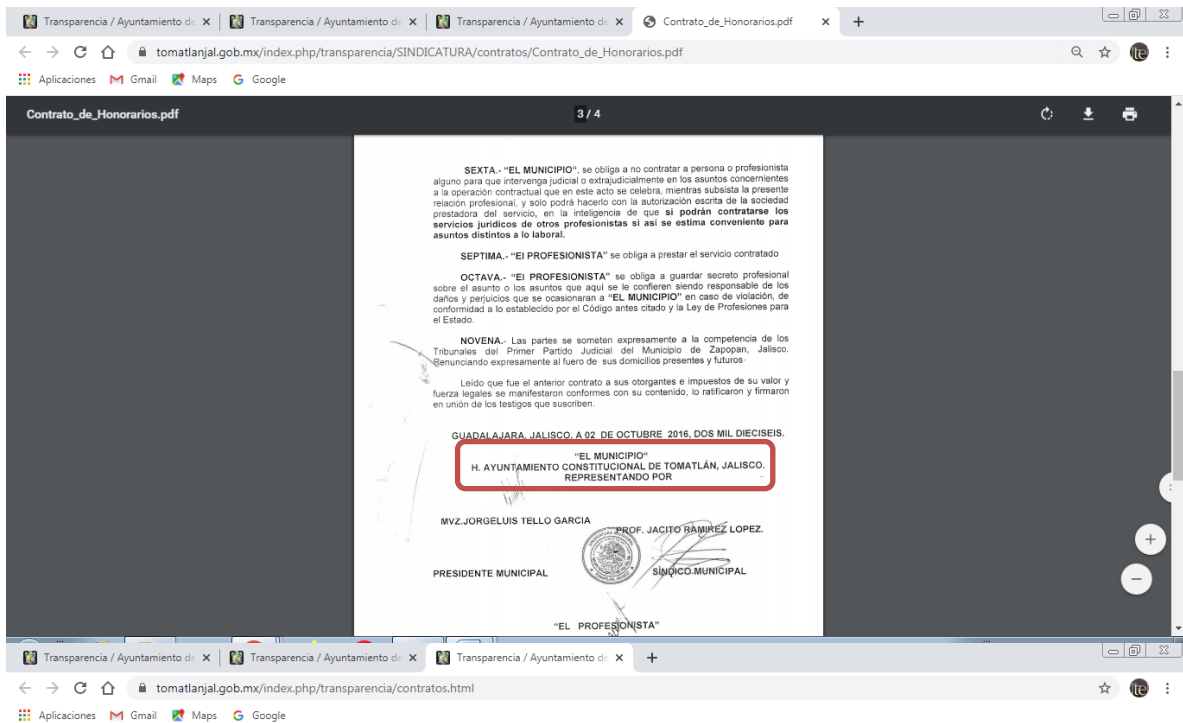 Transparencia / Ayuntamiento de
Transparencia / Ayuntamiento de
Transparencia / Ayuntamiento de
Contrato_de_Honorarios.pdf
tomatlanjal.gob.mx/index.php/transparencia/SINDICATURA/contratos/Contrato_de_Honorarios.pdf
Aplicaciones Gmail Maps Google
Contrato_de_Honorarios.pdf
3 / 4
SEXTA.- "EL MUNICIPIO", se obliga a no contratar a persona o profesionista
alguno para que intervenga judicial o extrajudicialmente en los asuntos concernientes
a la operación contractual que en este acto se celebra, mientras subsista la presente
relación profesional, y solo podrá hacerlo con la autorización escrita de la sociedad
prestadora del servicio, en la inteligencia de que si podrán contratarse los
servicios jurídicos de otros profesionistas si así se estima conveniente para
asuntos distintos a lo laboral.
SEPTIMA.- "El PROFESIONISTA" se obliga a prestar el servicio contratado
OCTAVA.- "El PROFESIONISTA" se obliga a guardar secreto profesional
sobre el asunto o los asuntos que aquí se le confieren siendo responsable de los
daños y perjuicios que se ocasionaran a "EL MUNICIPIO" en caso de violación, de
conformidad a lo establecido por el Código antes citado y la Ley de Profesiones para
el Estado.
NOVENA.- Las partes se someten expresamente a la competencia de los
Tribunales del Primer Partido Judicial del Municipio de Zapopan, Jalisco.
Renunciando expresamente al fuero de sus domicilios presentes y futuros.
Leído que fue el anterior contrato a sus otorgantes e impuestos de su valor y
fuerza legales se manifestaron conformes con su contenido, lo ratificaron y firmaron
en unión de los testigos que suscriben.
GUADALAJARA, JALISCO, A 02 DE OCTUBRE 2016, DOS MIL DIECISEIS.
"EL MUNICIPIO"
H. AYUNTAMIENTO CONSTITUCIONAL DE TOMATLÁN, JALISCO.
REPRESENTANDO POR
MVZ.JORGELUIS TELLO GARCIA
PROF. JACITO RAMIREZ LOPEZ.
PRESIDENTE MUNICIPAL
SÍNDICO MUNICIPAL
"EL PROFESIONISTA"
Transparencia / Ayuntamiento de
Transparencia / Ayuntamiento de
Transparencia / Ayuntamiento de
tomatlanjal.gob.mx/index.php/transparencia/contratos.html
Aplicaciones Gmail Maps Google